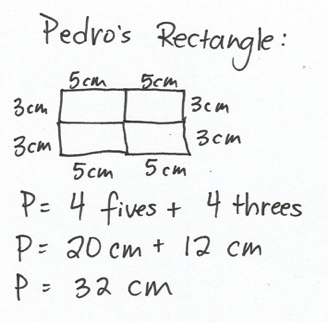 Pedro's Rectangle:
5cm 5cm
3cm 3cm
3cm 3cm
5cm 5cm
P= 4 fives + 4 threes
P= 20 cm + 12 cm
P = 32 cm